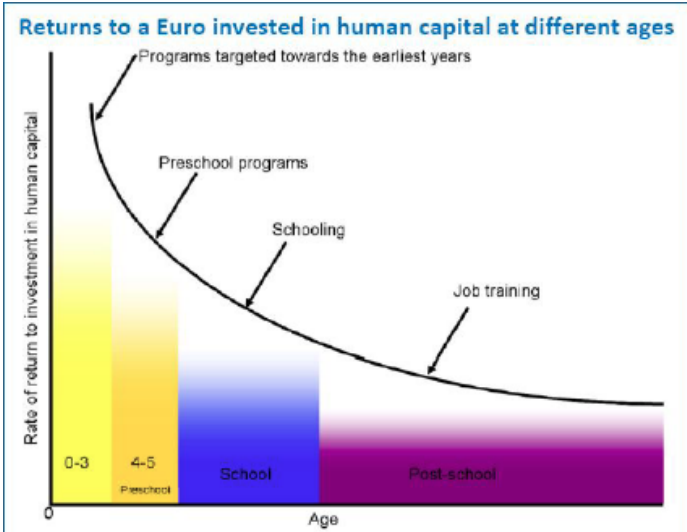 Returns to a Euro invested in human capital at different ages
Programs targeted towards the earliest years
Preschool programs
Schooling
Job training
Rate of return to investment in human capital
0-3
4-5
Preschool
School
Post-school
0
Age